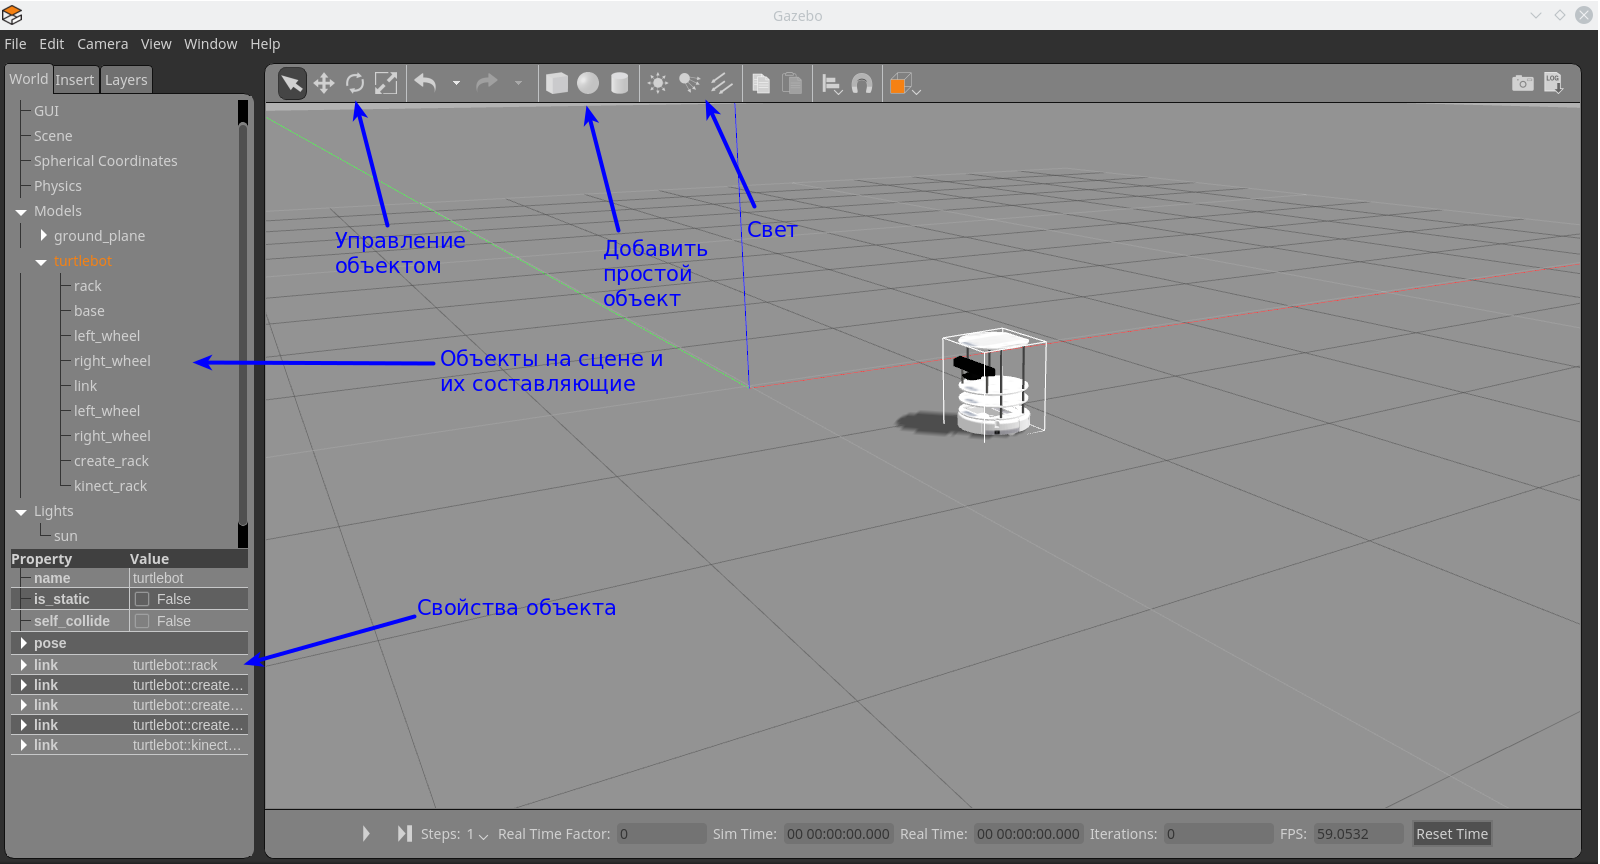 Gazebo
File Edit Camera View Window Help
World Insert Layers
LOG
GUI
Scene
Spherical Coordinates
Physics
Models
ground_plane
turtlebot
rack
base
left_wheel
right_wheel
link
left_wheel
right_wheel
create_rack
kinect_rack
Lights
sun
Property Value
name turtlebot
is_static False
self_collide False
pose
link turtlebot::rack
link turtlebot::create...
link turtlebot::create...
link turtlebot::create...
link turtlebot::kinect...
Управление
объектом
Добавить
простой
объект
Свет
Объекты на сцене и
их составляющие
Свойства объекта
Steps: 1 Real Time Factor: 0 Sim Time: 00 00:00:00.000 Real Time: 00 00:00:00.000 Iterations: 0 FPS: 59.0532 Reset Time